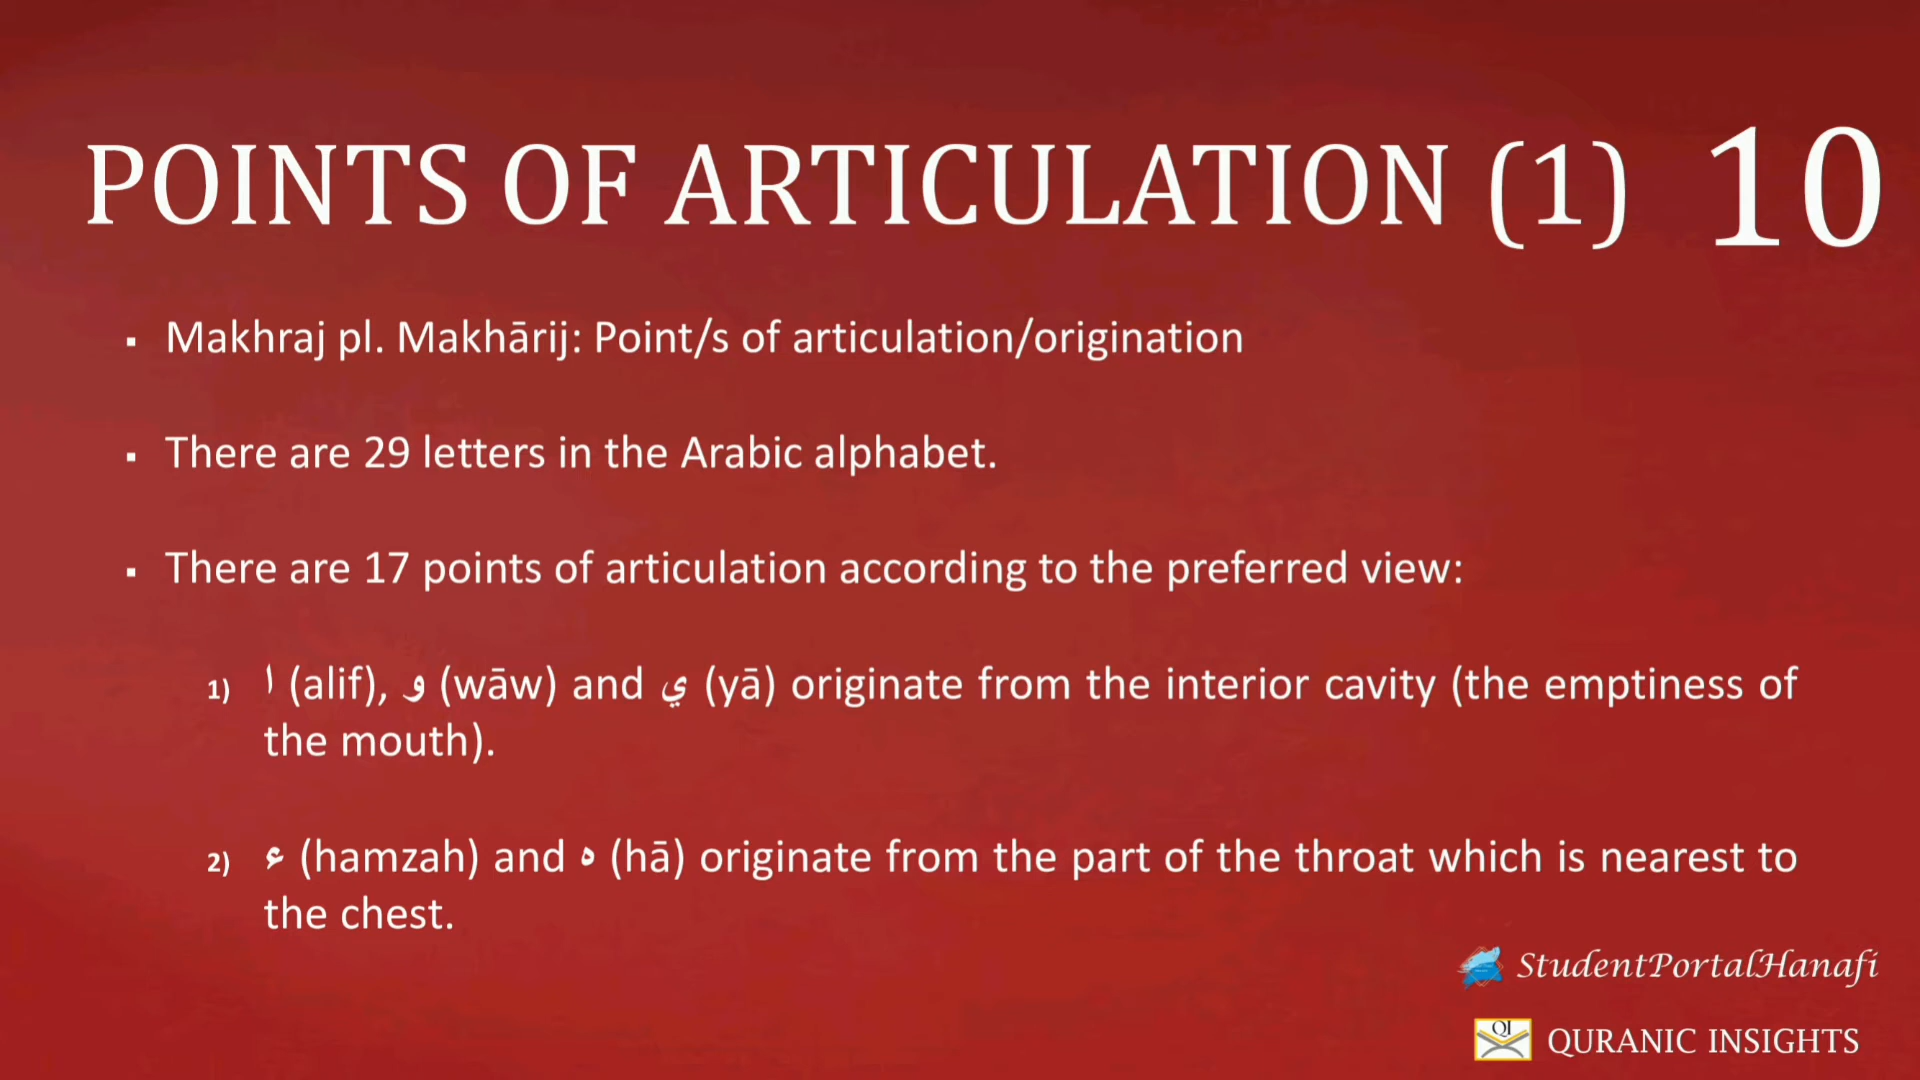 POINTS OF ARTICULATION (1) 10
▪ Makhraj pl. Makhārij: Point/s of articulation/origination
▪ There are 29 letters in the Arabic alphabet.
▪ There are 17 points of articulation according to the preferred view:
1) ا (alif), و (wāw) and ي (yā) originate from the interior cavity (the emptiness of
the mouth).
2) ء (hamzah) and ه (hā) originate from the part of the throat which is nearest to
the chest.
StudentPortalHanafi
QI QURANIC INSIGHTS